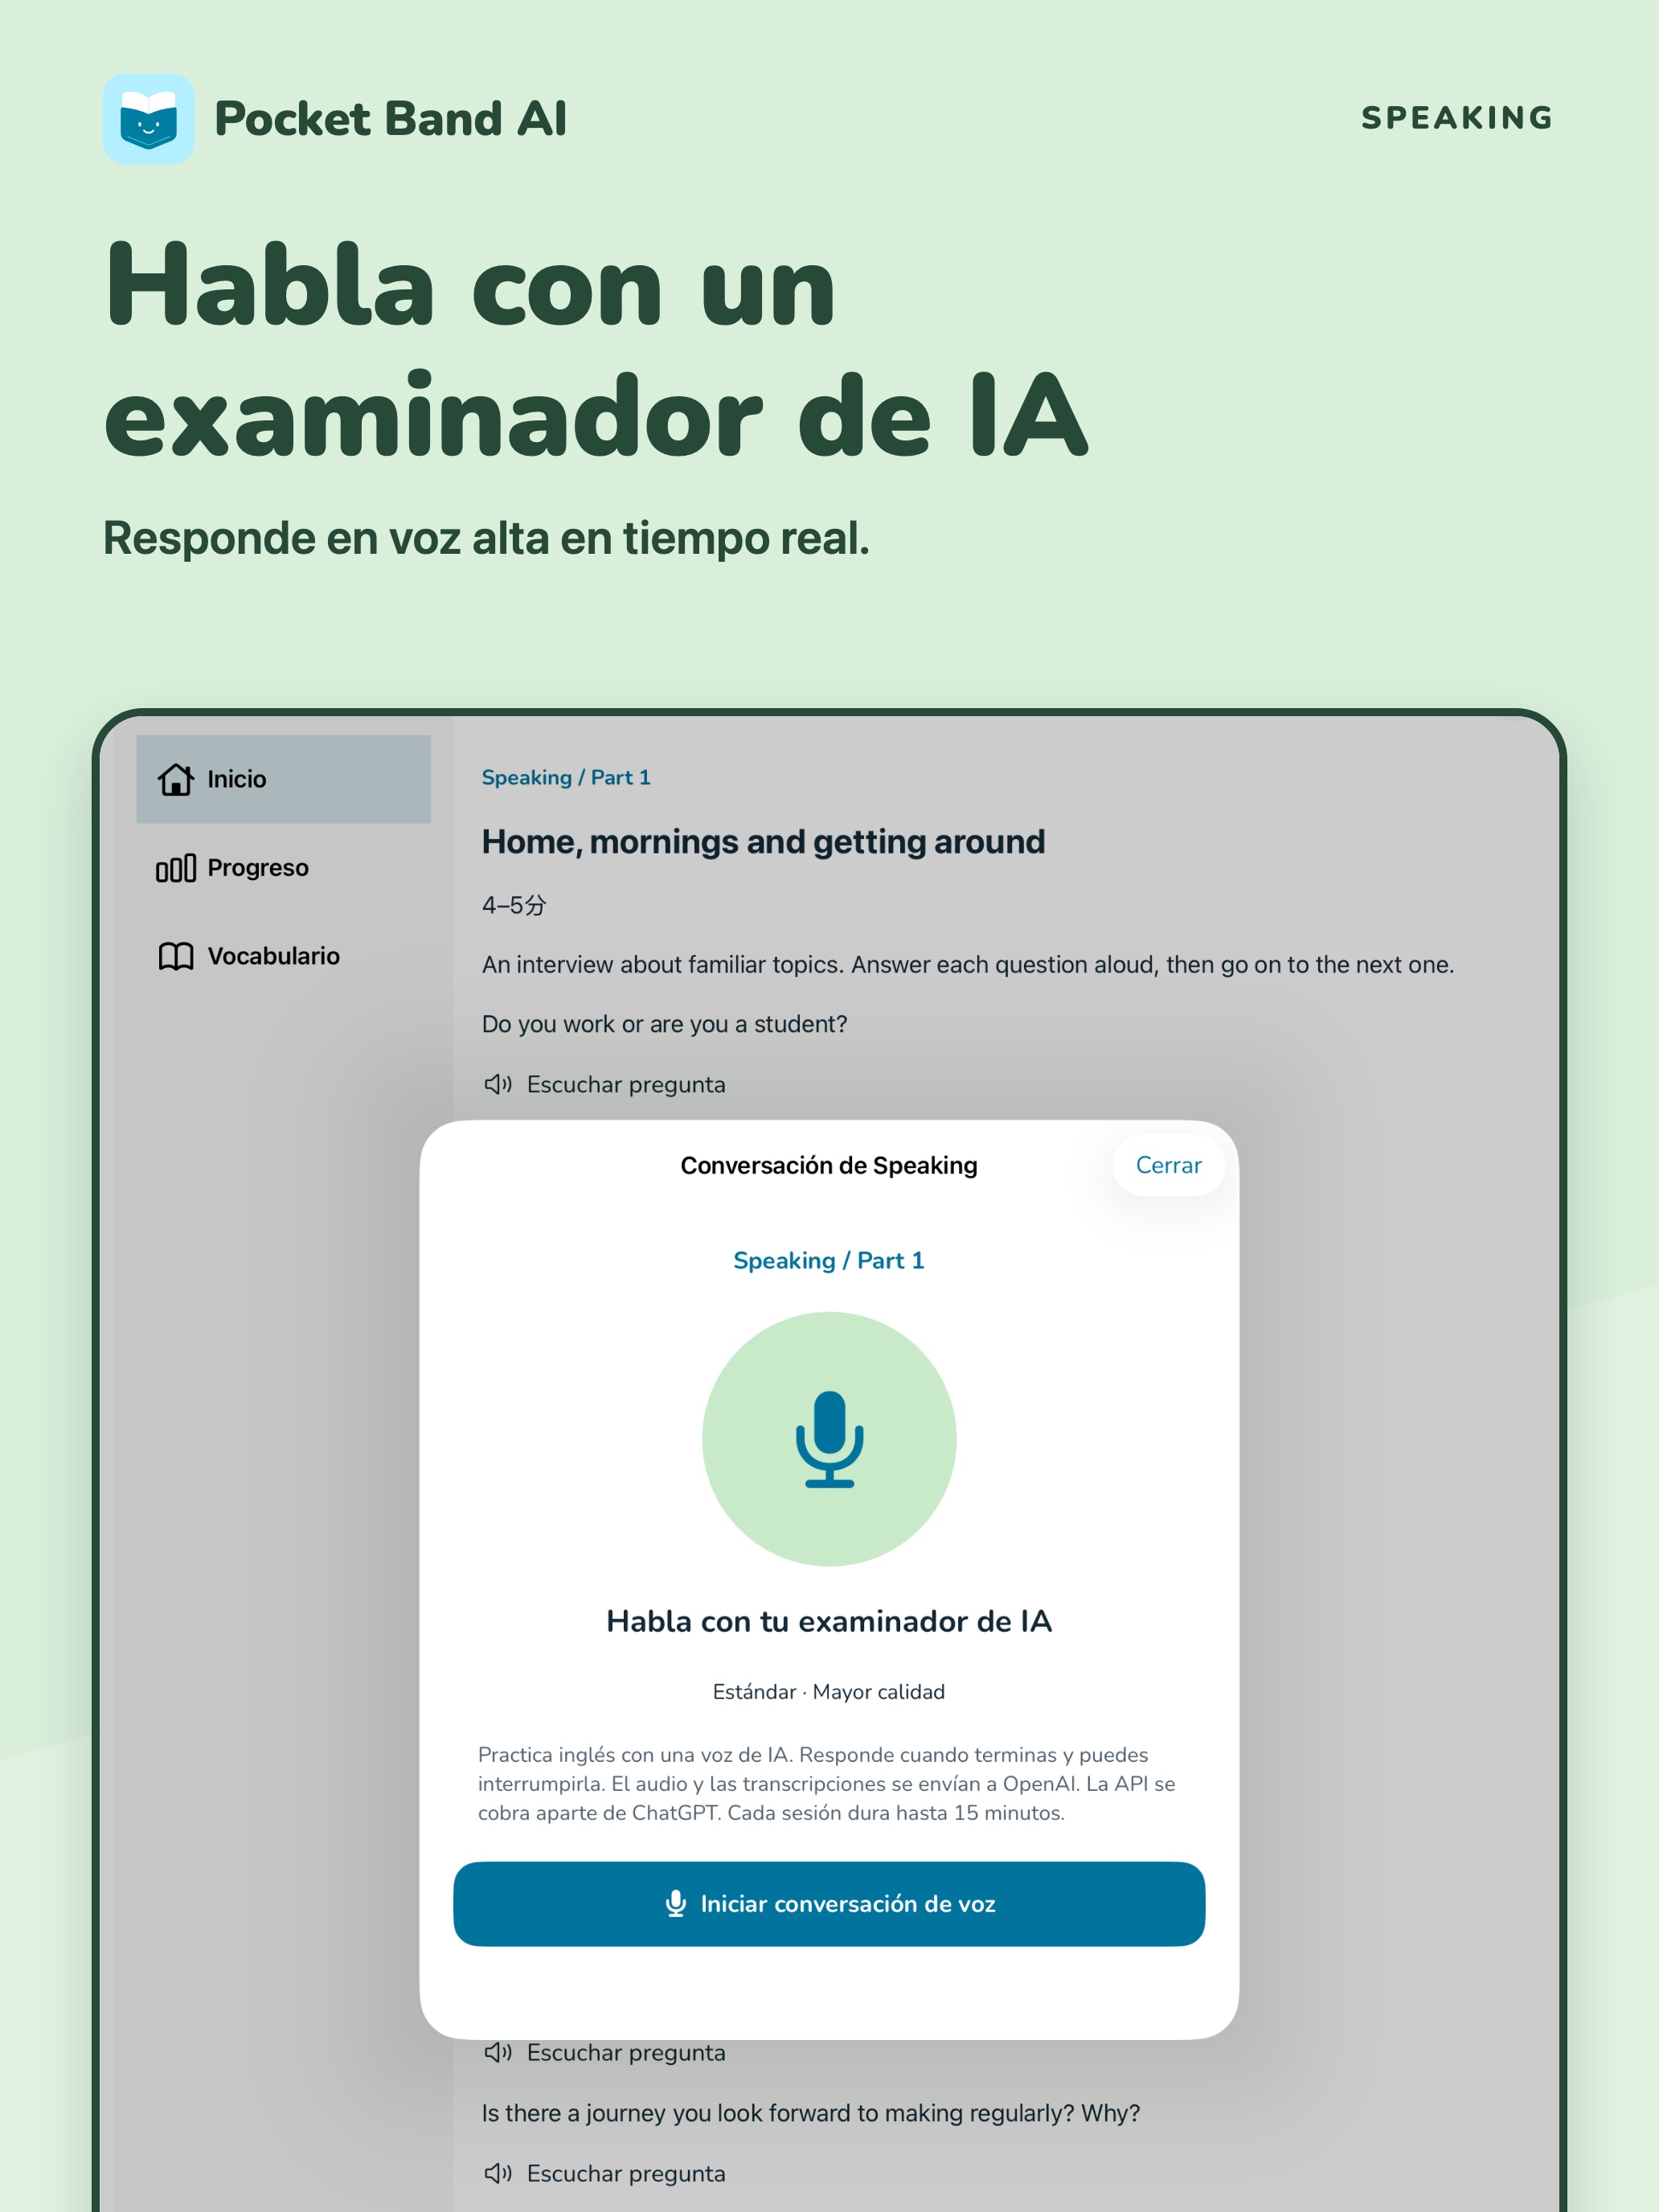 Pocket Band AI
SPEAKING
Habla con un
examinador de IA
Responde en voz alta en tiempo real.
Inicio
Progreso
Vocabulario
Speaking / Part 1
Home, mornings and getting around
4–5分
An interview about familiar topics. Answer each question aloud, then go on to the next one.
Do you work or are you a student?
Escuchar pregunta
Conversación de Speaking
Cerrar
Speaking / Part 1
Habla con tu examinador de IA
Estándar · Mayor calidad
Practica inglés con una voz de IA. Responde cuando terminas y puedes
interrumpirla. El audio y las transcripciones se envían a OpenAI. La API se
cobra aparte de ChatGPT. Cada sesión dura hasta 15 minutos.
Iniciar conversación de voz
Escuchar pregunta
Is there a journey you look forward to making regularly? Why?
Escuchar pregunta